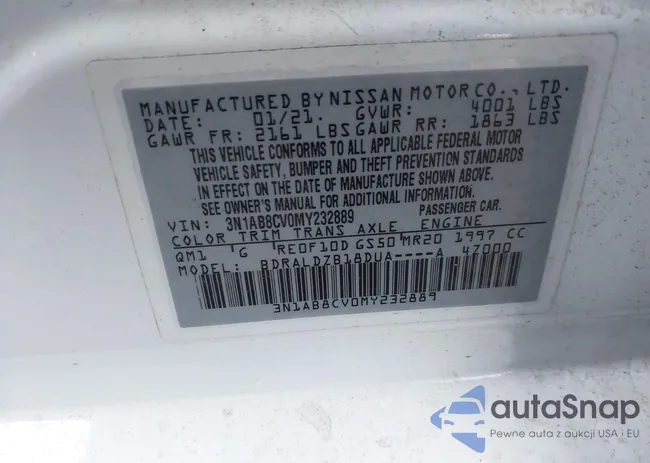 MANUFACTURED BY NISSAN MOTOR CO., LTD.
DATE: 01/21. GVWR: 4001 LBS
GAWR FR: 2161 LBS GAWR RR: 1863 LBS
THIS VEHICLE CONFORMS TO ALL APPLICABLE FEDERAL MOTOR
VEHICLE SAFETY, BUMPER AND THEFT PREVENTION STANDARDS
IN EFFECT ON THE DATE OF MANUFACTURE SHOWN ABOVE.
SEE OWNER'S MANUAL FOR ADDITIONAL INFORMATION.
VIN: 3N1AB8CV0MY232889 PASSENGER CAR.
COLOR TRIM TRANS AXLE ENGINE
QM1 G RE0F10D GS50 MR20 1997 CC
MODEL: BDRALDZB18DUA----A 47000
3N1AB8CV0MY232889
autoSnap
Pewne auta z aukcji USA i EU